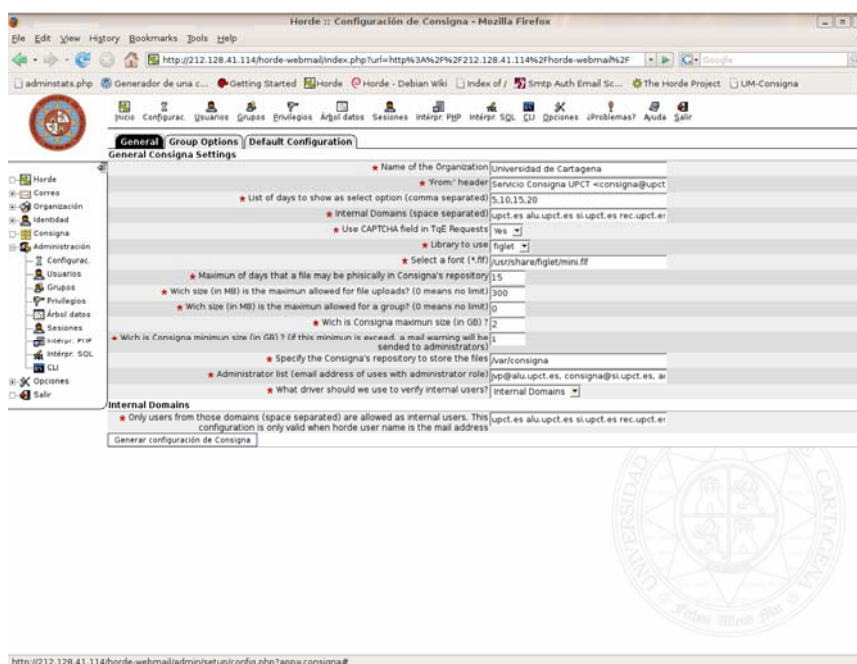 Horde :: Configuración de Consigna - Mozilla Firefox
File Edit View History Bookmarks Tools Help
http://212.128.41.114/horde-webmail/index.php?url=http%3A%2F%2F212.128.41.114%2Fhorde-webmail%2F
Google
adminstats.php Generador de una c... Getting Started Horde Horde - Debian Wiki Index of / Smtp Auth Email Sc... The Horde Project UM-Consigna
Inicio Configurac. Usuarios Grupos Privilegios Árbol datos Sesiones Intérpr. PHP Intérpr. SQL CLI Opciones ¿Problemas? Ayuda Salir
General Group Options Default Configuration
General Consigna Settings
* Name of the Organization Universidad de Cartagena
* 'From:' header Servicio Consigna UPCT <consigna@upct
* List of days to show as select option (comma separated) 5,10,15,20
* Internal Domains (space separated) upct.es alu.upct.es si.upct.es rec.upct.es
* Use CAPTCHA field in TqE Requests Yes
* Library to use figlet
* Select a font (*.flf) /usr/share/figlet/mini.flf
* Maximun of days that a file may be phisically in Consigna's repository 15
* Wich size (in MB) is the maximun allowed for file uploads? (0 means no limit) 300
* Wich size (in MB) is the maximun allowed for a group? (0 means no limit) 0
* Wich is Consigna maximun size (in GB) ? 2
* Wich is Consigna minimun size (in GB) ? (if this minimun is exceed, a mail warning will be sended to administrators) 1
* Specify the Consigna's repository to store the files /var/consigna
* Administrator list (email address of uses with administrator role) jvp@alu.upct.es, consigna@si.upct.es,
* What driver should we use to verify internal users? Internal Domains
Internal Domains
* Only users from those domains (space separated) are allowed as internal users. This
configuration is only valid when horde user name is the mail address upct.es alu.upct.es si.upct.es rec.upct.es
Generar configuración de Consigna
Horde
Correo
Organización
Identidad
Consigna
Administración
Configurac.
Usuarios
Grupos
Privilegios
Árbol datos
Sesiones
Intérpr. PHP
Intérpr. SQL
CLI
Opciones
Salir
http://212.128.41.114/horde-webmail/admin/setup/config.php?app=consigna#